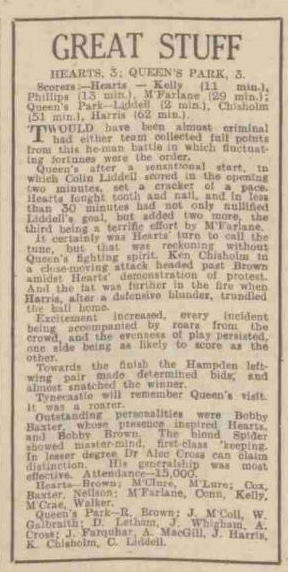 GREAT STUFF
HEARTS, 3; QUEEN'S PARK, 3.
Scorers:—Hearts — Kelly (11 min.),
Phillips (13 min.), M'Farlane (29 min.);
Queen's Park—Liddell (2 min.), Chisholm
(51 min.), Harris (62 min.).
TWOULD have been almost criminal
had either team collected full points
from this he-man battle in which fluctuat-
ing fortunes were the order.
Queen's after a sensational start, in
which Colin Liddell scored in the opening
two minutes, set a cracker of a pace.
Hearts fought tooth and nail, and in less
than 30 minutes had not only nullified
Liddell's goal, but added two more, the
third being a terrific effort by M'Farlane.
It certainly was Hearts' turn to call the
tune, but that was reckoning without
Queen's fighting spirit. Ken Chisholm in
a close-moving attack headed past Brown
amidst Hearts' demonstration of protest.
And the fat was further in the fire when
Harris, after a defensive blunder, trundled
the ball home.
Excitement increased, every incident
being accompanied by roars from the
crowd, and the evenness of play persisted,
one side being as likely to score as the
other.
Towards the finish the Hampden left-
wing pair made determined bids, and
almost snatched the winner.
Tynecastle will remember Queen's visit.
It was a roarer.
Outstanding personalities were Bobby
Baxter, whose presence inspired Hearts,
and Bobby Brown. The blond Spider
showed master-mind, first-class 'keeping.
In lesser degree Dr Alec Cross can claim
distinction. His generalship was most
effective. Attendance—15,000.
Hearts—Brown; M'Clure, M'Lure; Cox,
Baxter, Neilson; M'Farlane, Conn, Kelly,
M'Crae, Walker.
Queen's Park—R. Brown; J. M'Coll, W.
Galbraith; D. Letham, J. Whigham, A.
Cross; J. Farquhar, A. MacGill, J. Harris,
K. Chisholm, C. Liddell.